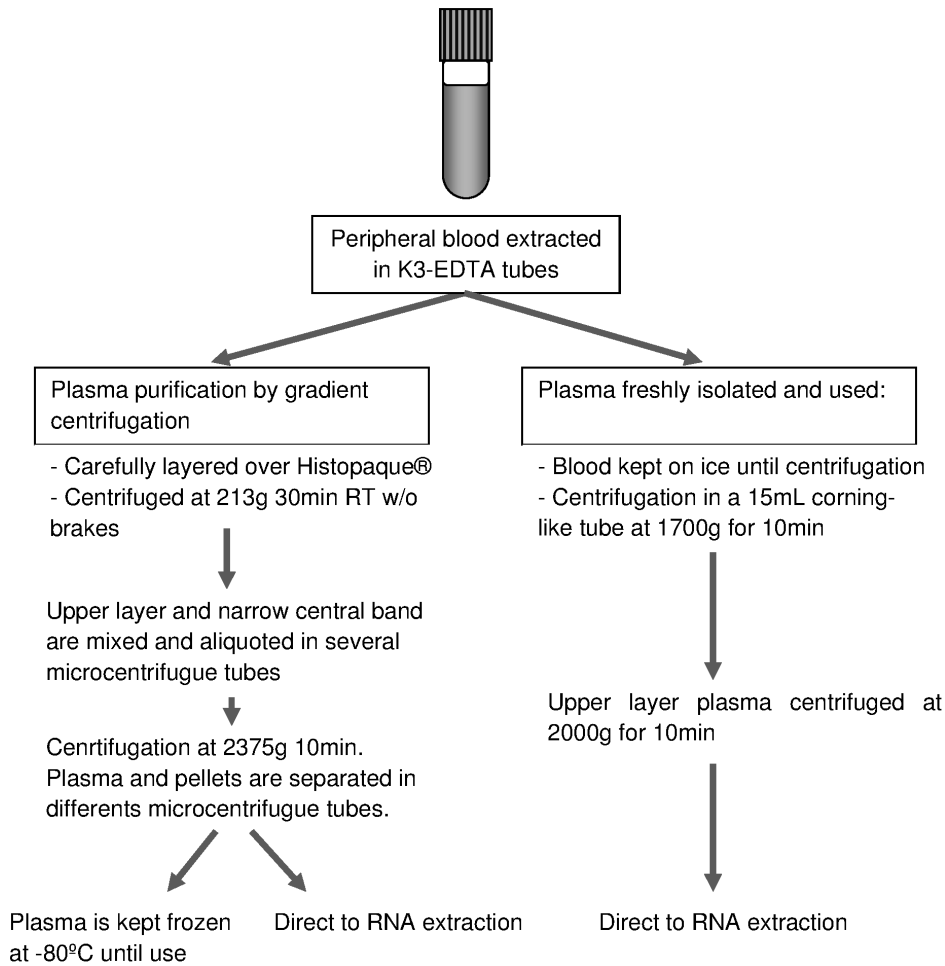 Peripheral blood extracted
in K3-EDTA tubes
Plasma purification by gradient
centrifugation
- Carefully layered over Histopaque®
- Centrifuged at 213g 30min RT w/o
brakes
Upper layer and narrow central band
are mixed and aliquoted in several
microcentrifugue tubes
Cenrtifugation at 2375g 10min.
Plasma and pellets are separated in
differents microcentrifugue tubes.
Plasma is kept frozen
at -80ºC until use
Direct to RNA extraction
Plasma freshly isolated and used:
- Blood kept on ice until centrifugation
- Centrifugation in a 15mL corning-
like tube at 1700g for 10min
Upper layer plasma centrifuged at
2000g for 10min
Direct to RNA extraction